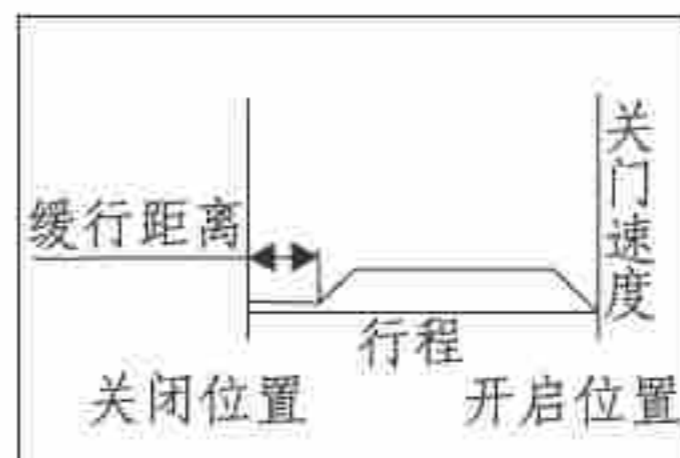 关门速度
缓行距离
行程
关闭位置
开启位置